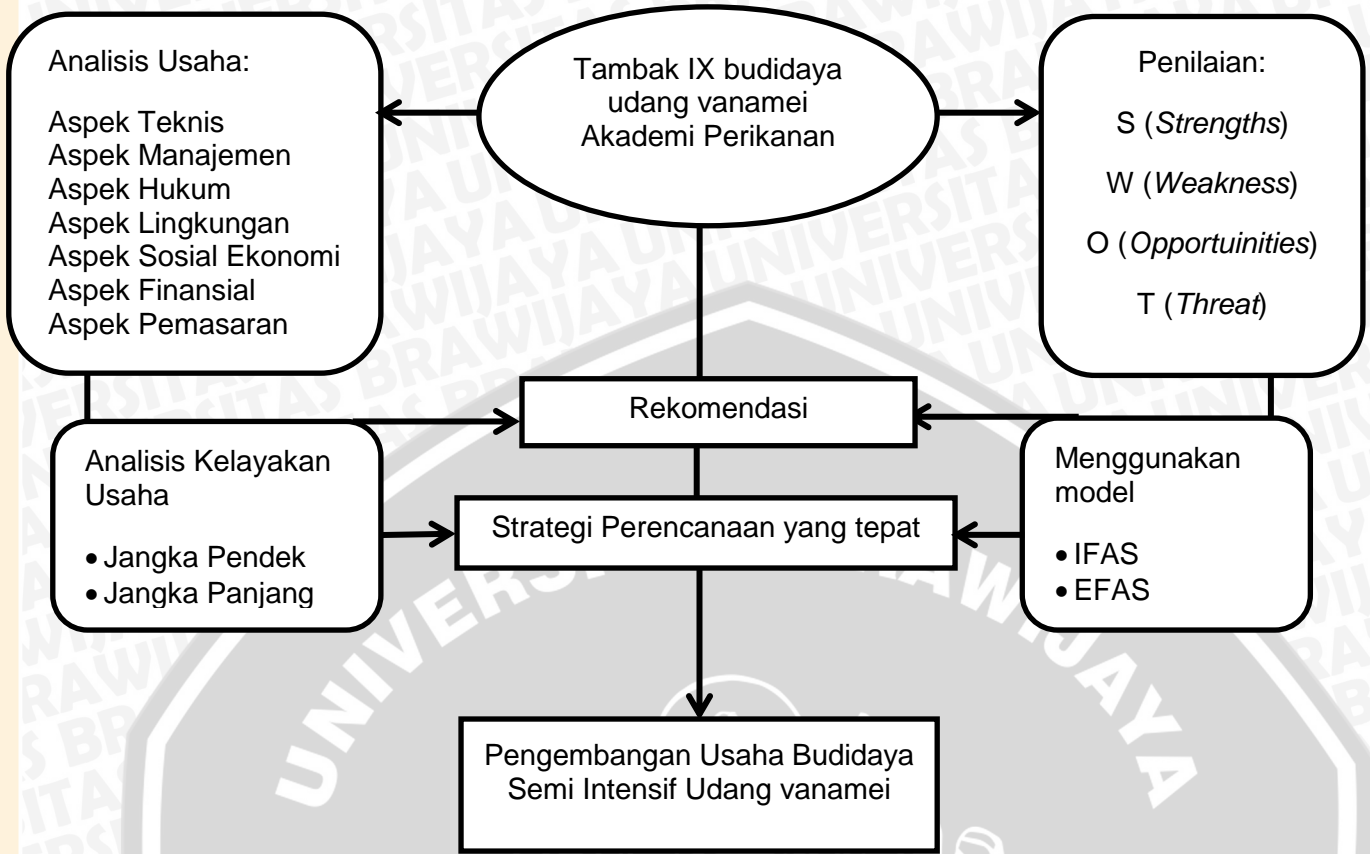 Analisis Usaha:
Aspek Teknis
Aspek Manajemen
Aspek Hukum
Aspek Lingkungan
Aspek Sosial Ekonomi
Aspek Finansial
Aspek Pemasaran
Tambak IX budidaya
udang vanamei
Akademi Perikanan
Penilaian:
S (Strengths)
W (Weakness)
O (Opportuinities)
T (Threat)
Rekomendasi
Analisis Kelayakan
Usaha
• Jangka Pendek
• Jangka Panjang
Strategi Perencanaan yang tepat
Menggunakan
model
• IFAS
• EFAS
Pengembangan Usaha Budidaya
Semi Intensif Udang vanamei
UNIVERSITAS BRAWIJAYA